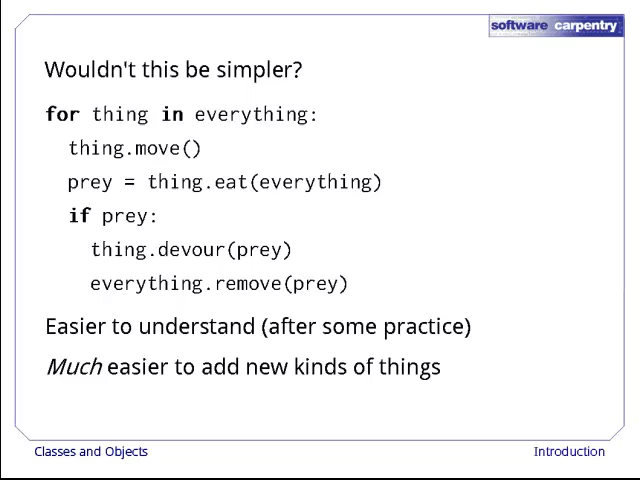 software carpentry
Wouldn't this be simpler?
for thing in everything:
thing.move()
prey = thing.eat(everything)
if prey:
thing.devour(prey)
everything.remove(prey)
Easier to understand (after some practice)
Much easier to add new kinds of things
Classes and Objects
Introduction